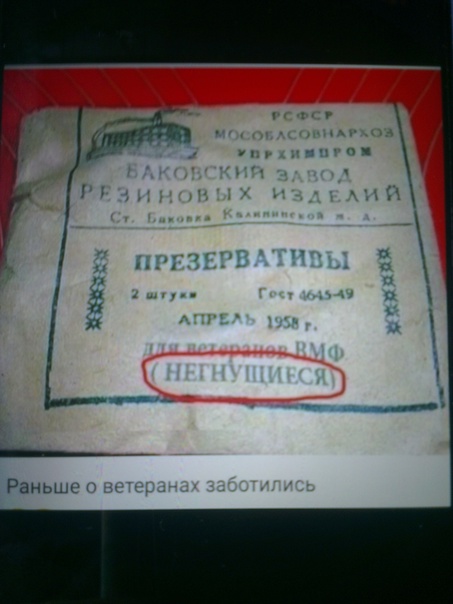 РСФСР
МОСОБЛСОВНАРХОЗ
УПРХИМПРОМ
БАКОВСКИЙ ЗАВОД
РЕЗИНОВЫХ ИЗДЕЛИЙ
Ст. Баковка Калининской ж. д.
ПРЕЗЕРВАТИВЫ
2 штуки Гост 4645-49
АПРЕЛЬ 1958 г.
для ветеранов ВМФ
(НЕГНУЩИЕСЯ)
Раньше о ветеранах заботились